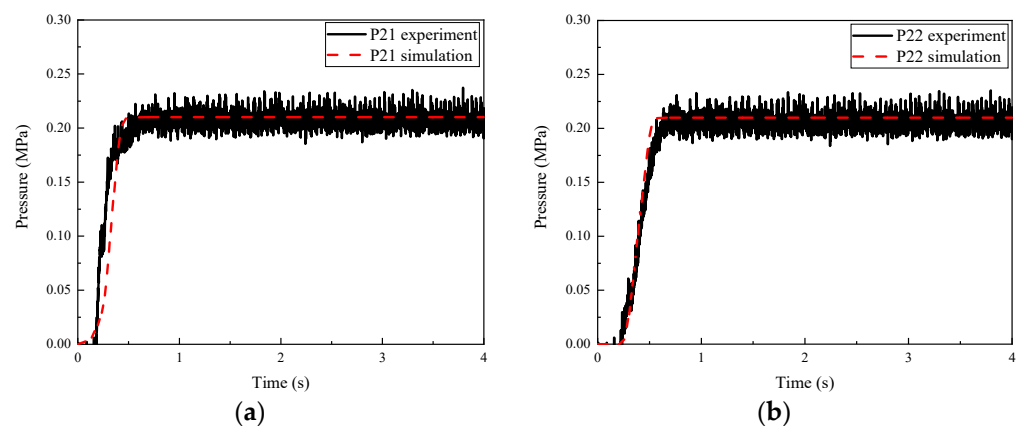 0.30
0.25
0.20
0.15
0.10
0.05
0.00
Pressure (MPa)
P21 experiment
P21 simulation
0 1 2 3 4
Time (s)
(a)
0.30
0.25
0.20
0.15
0.10
0.05
0.00
Pressure (MPa)
P22 experiment
P22 simulation
0 1 2 3 4
Time (s)
(b)